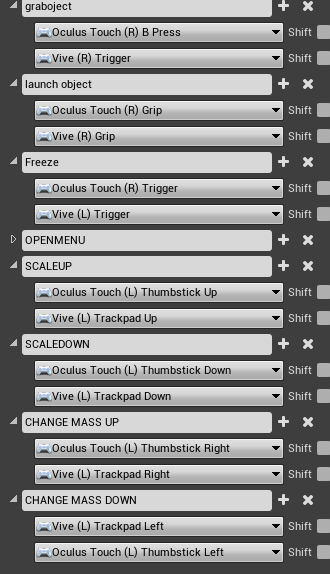 graboject
Oculus Touch (R) B Press Shift
Vive (R) Trigger Shift
launch object
Oculus Touch (R) Grip Shift
Vive (R) Grip Shift
Freeze
Oculus Touch (R) Trigger Shift
Vive (L) Trigger Shift
OPENMENU
SCALEUP
Oculus Touch (L) Thumbstick Up Shift
Vive (L) Trackpad Up Shift
SCALEDOWN
Oculus Touch (L) Thumbstick Down Shift
Vive (L) Trackpad Down Shift
CHANGE MASS UP
Oculus Touch (L) Thumbstick Right Shift
Vive (L) Trackpad Right Shift
CHANGE MASS DOWN
Vive (L) Trackpad Left Shift
Oculus Touch (L) Thumbstick Left Shift